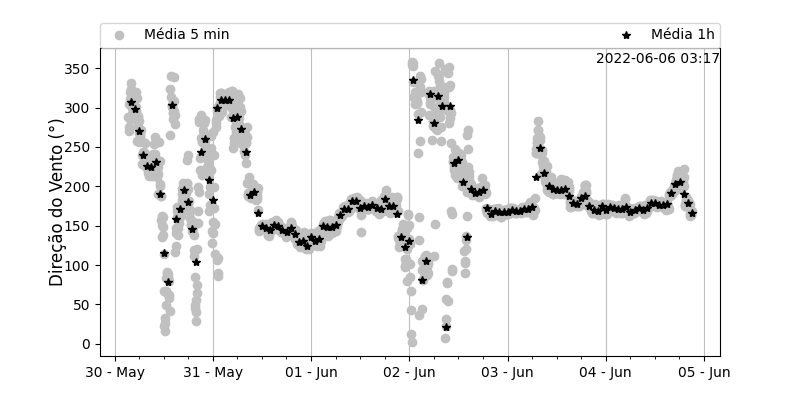 Média 5 min
Média 1h
2022-06-06 03:17
Direção do Vento (°)
350
300
250
200
150
100
50
0
30 - May
31 - May
01 - Jun
02 - Jun
03 - Jun
04 - Jun
05 - Jun